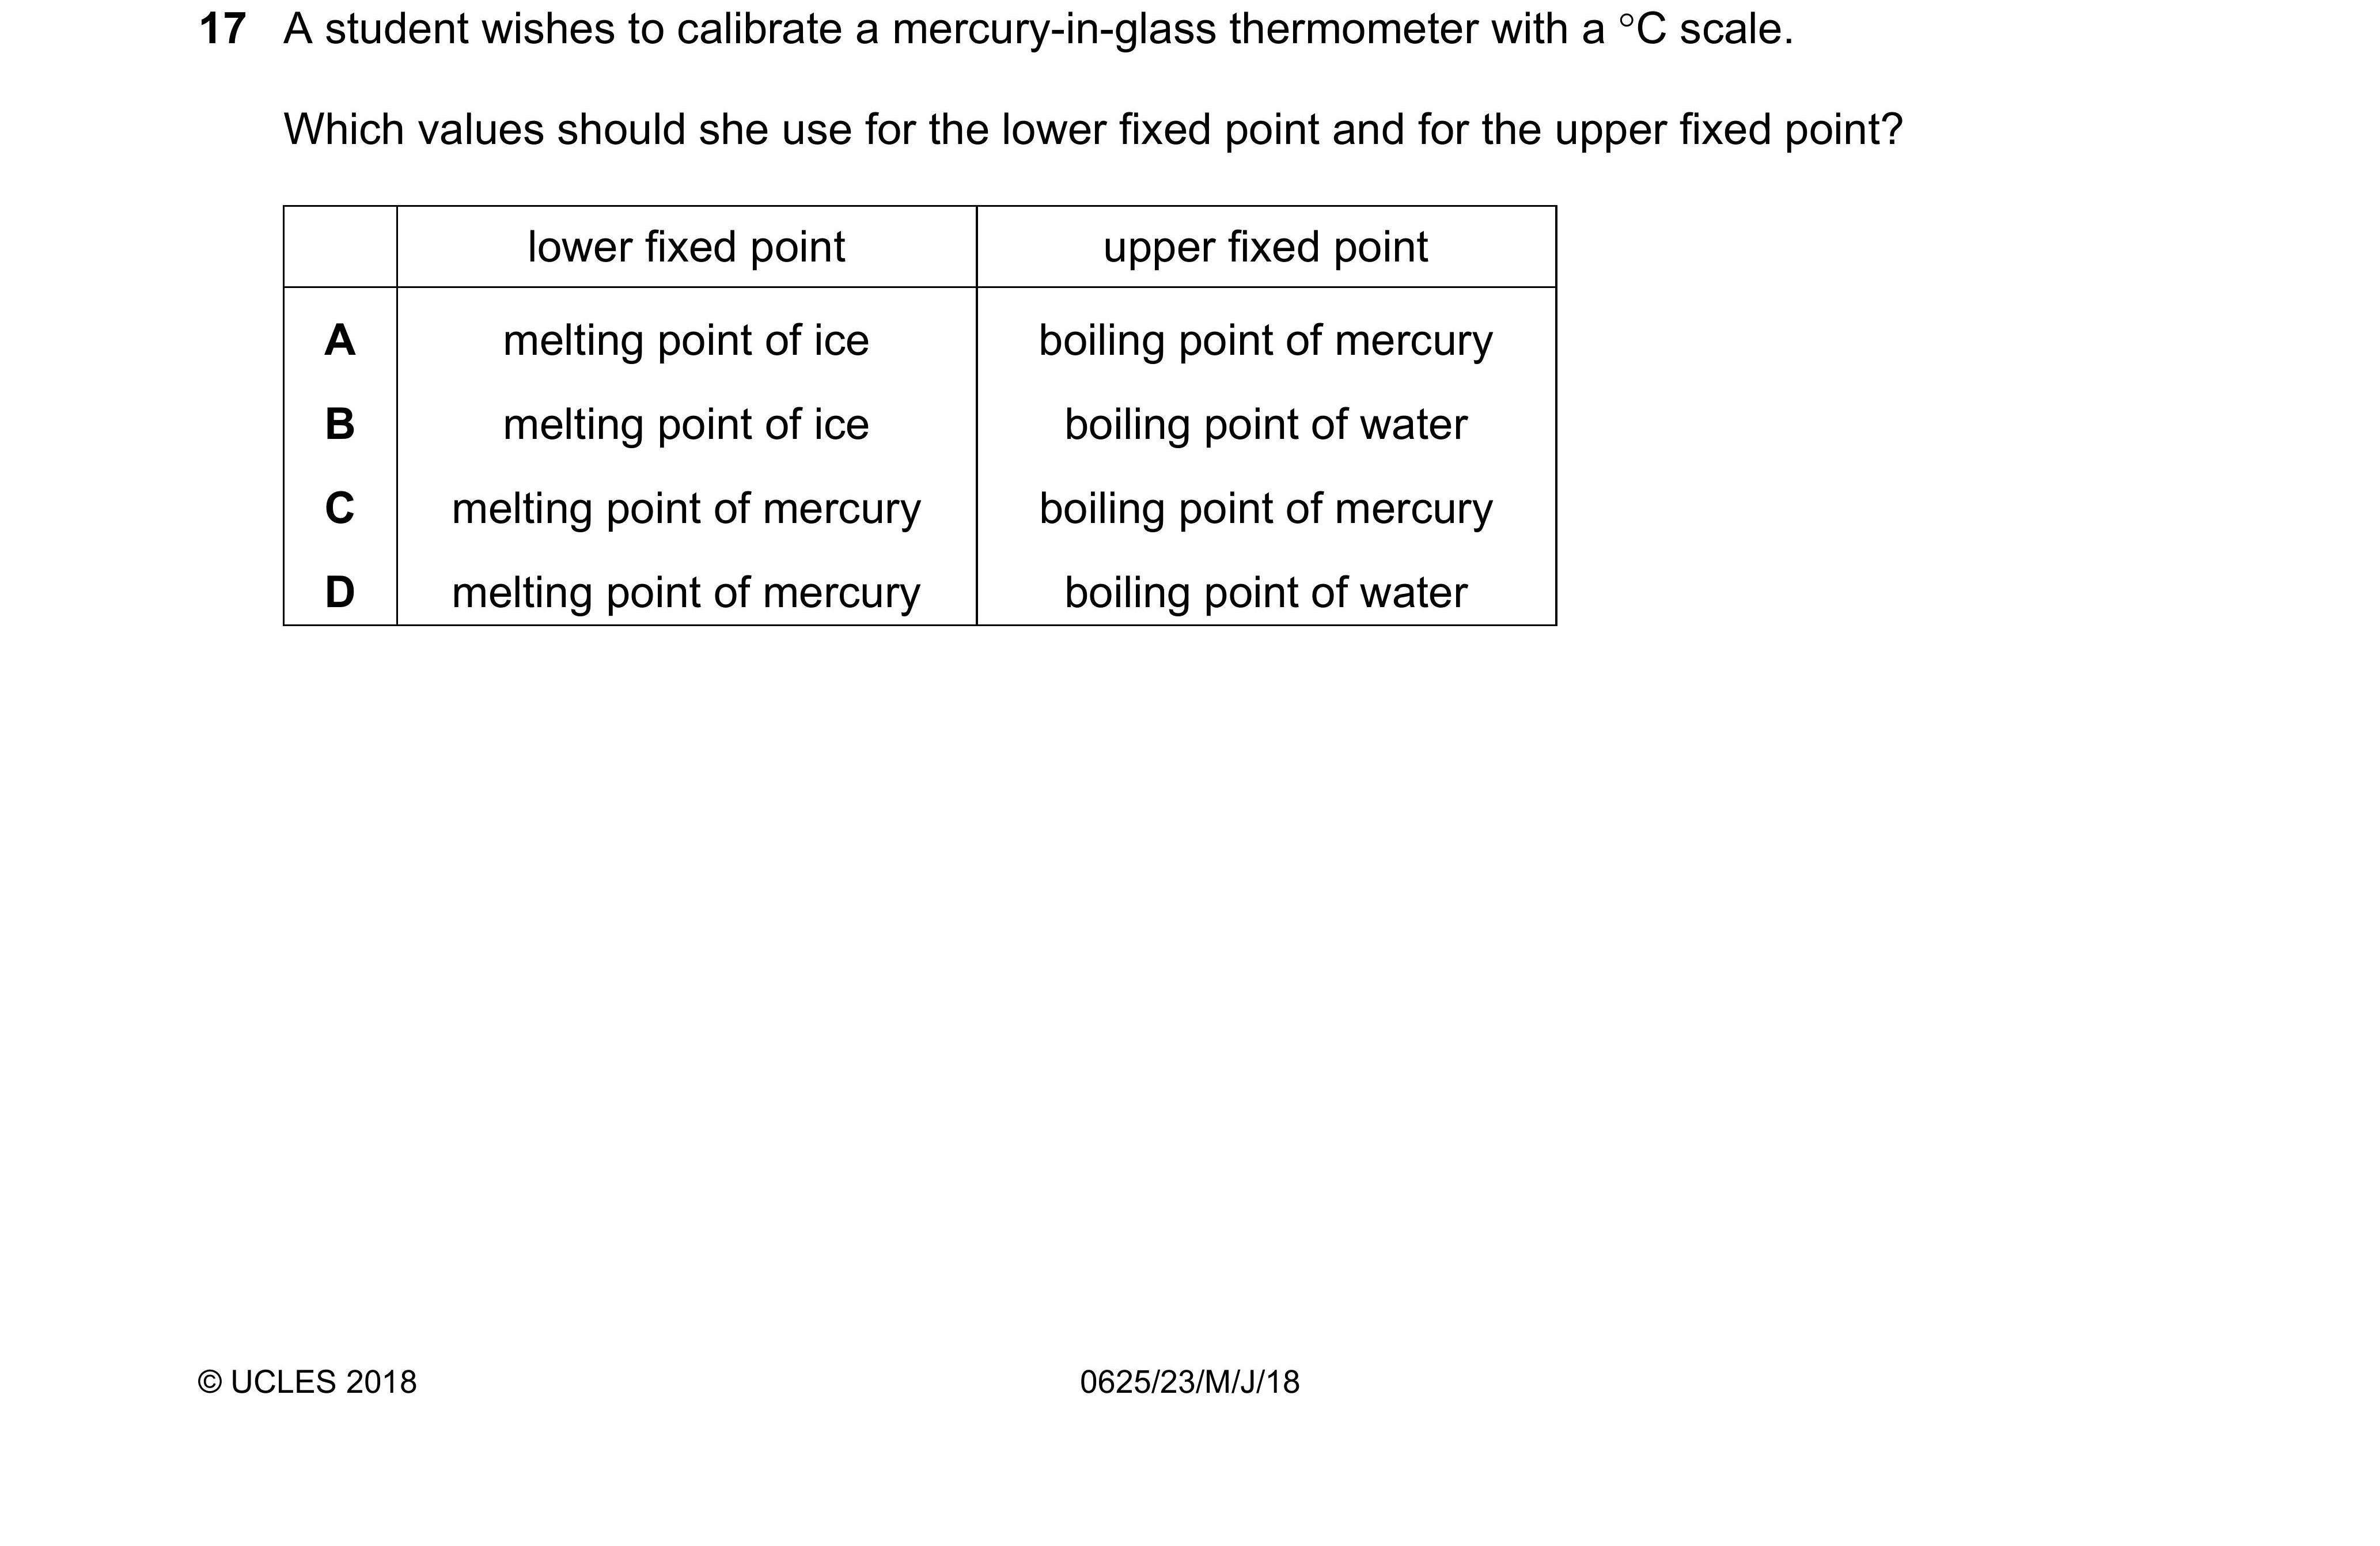 17 A student wishes to calibrate a mercury-in-glass thermometer with a °C scale.
Which values should she use for the lower fixed point and for the upper fixed point?
lower fixed point upper fixed point
A melting point of ice boiling point of mercury
B melting point of ice boiling point of water
C melting point of mercury boiling point of mercury
D melting point of mercury boiling point of water
© UCLES 2018 0625/23/M/J/18